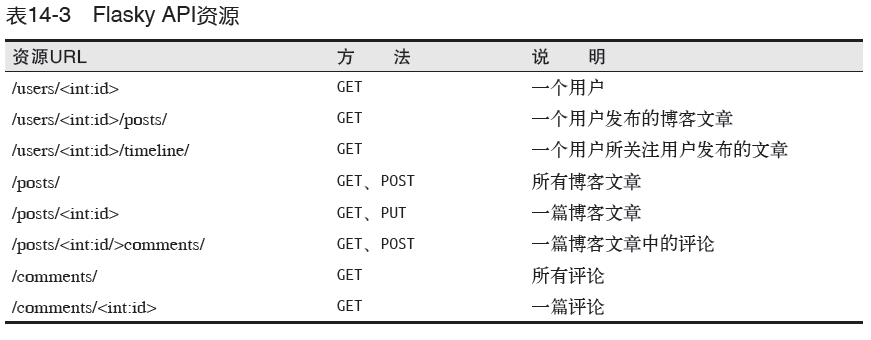 表14-3 Flasky API资源
资源URL 方 法 说 明
/users/<int:id> GET 一个用户
/users/<int:id>/posts/ GET 一个用户发布的博客文章
/users/<int:id>/timeline/ GET 一个用户所关注用户发布的文章
/posts/ GET、POST 所有博客文章
/posts/<int:id> GET、PUT 一篇博客文章
/posts/<int:id/>comments/ GET、POST 一篇博客文章中的评论
/comments/ GET 所有评论
/comments/<int:id> GET 一篇评论